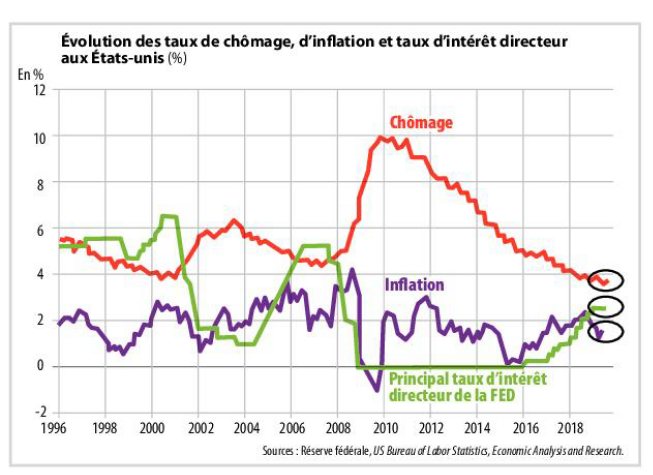 Évolution des taux de chômage, d'inflation et taux d'intérêt directeur
aux États-unis (%)
En %
12
10
8
6
4
2
0
-2
Chômage
Inflation
Principal taux d'intérêt
directeur de la FED
1996 1998 2000 2002 2004 2006 2008 2010 2012 2014 2016 2018
Sources : Réserve fédérale, US Bureau of Labor Statistics, Economic Analysis and Research.